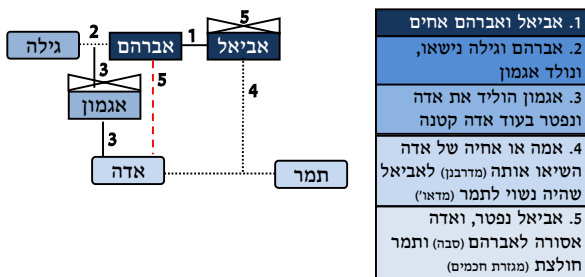 5
2
1
גילה
אברהם
אביאל
3
5
4
אגמון
3
אדה
תמר
1. אביאל ואברהם אחים
2. אברהם וגילה נישאו,
ונולד אגמון
3. אגמון הוליד את אדה
ונפטר בעוד אדה קטנה
4. אמה או אחיה של אדה
השיאו אותה (מדרבנן) לאביאל
שהיה נשוי לתמר (מדאו')
5. אביאל נפטר, ואדה
אסורה לאברהם (סבה) ותמר
חולצת (מגזרת חכמים)